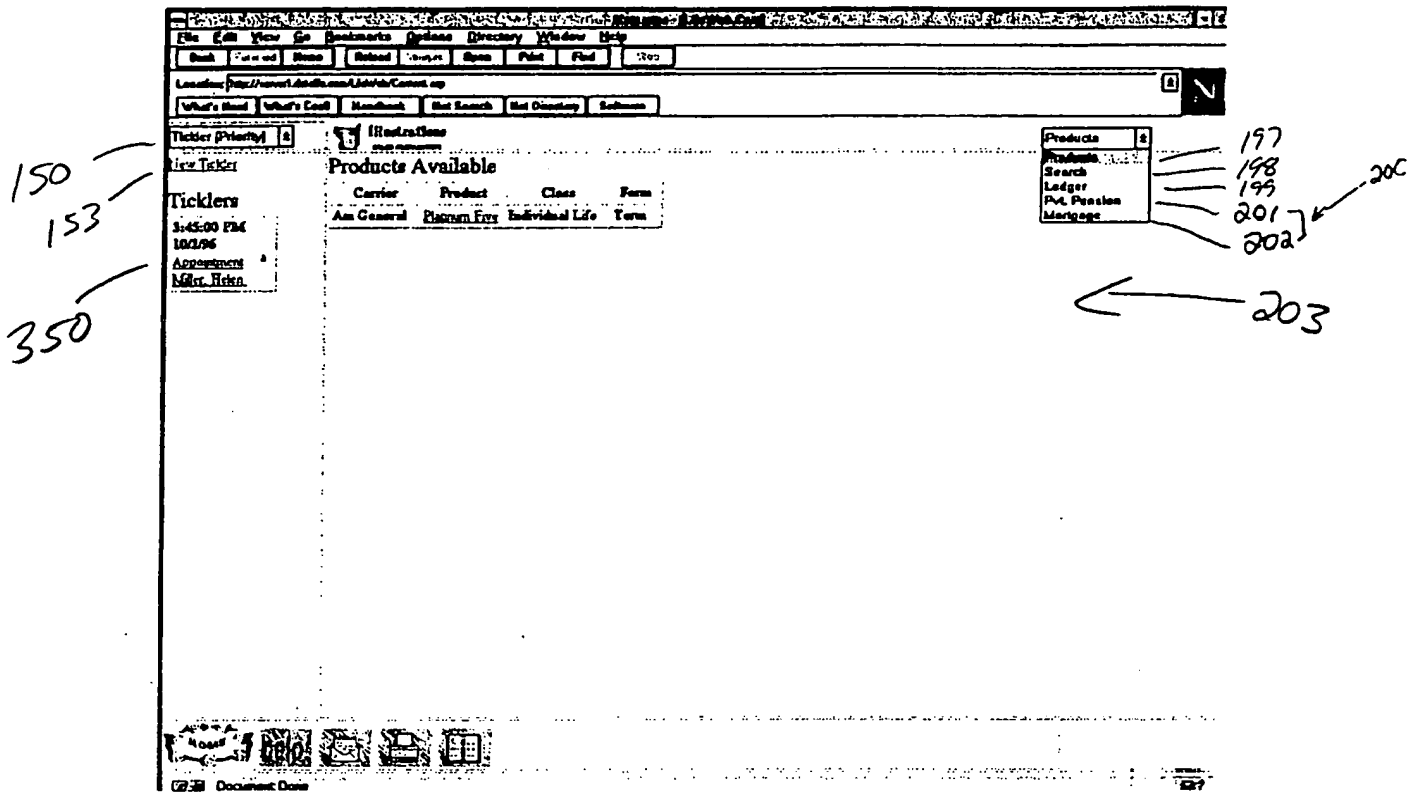 File Edit View Go Bookmarks Options Directory Window Help
Back Home Reload Open Print Find Stop
Location:
What's New! What's Cool! Handbook Net Search Net Directory Software
Tickler [Priority] Illustrations Products
197
150 View Tickler Products Available Products
198
Search 199 200
Ticklers Carrier Product Class Form Ledger
153 Am General Platinum Five Individual Life Term Pvt. Pension 201
3:45:00 PM Mortgage 202
10/2/96
Appointment
Miller, Helen
350 203
HOME Help
Document Done